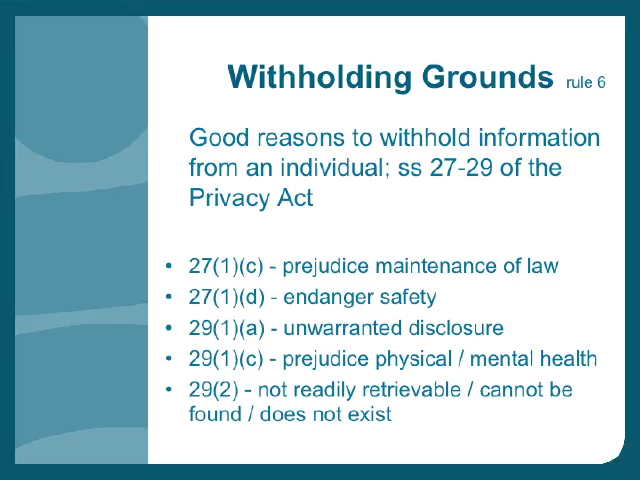 Withholding Grounds rule 6
Good reasons to withhold information
from an individual; ss 27-29 of the
Privacy Act
• 27(1)(c) - prejudice maintenance of law
• 27(1)(d) - endanger safety
• 29(1)(a) - unwarranted disclosure
• 29(1)(c) - prejudice physical / mental health
• 29(2) - not readily retrievable / cannot be
found / does not exist